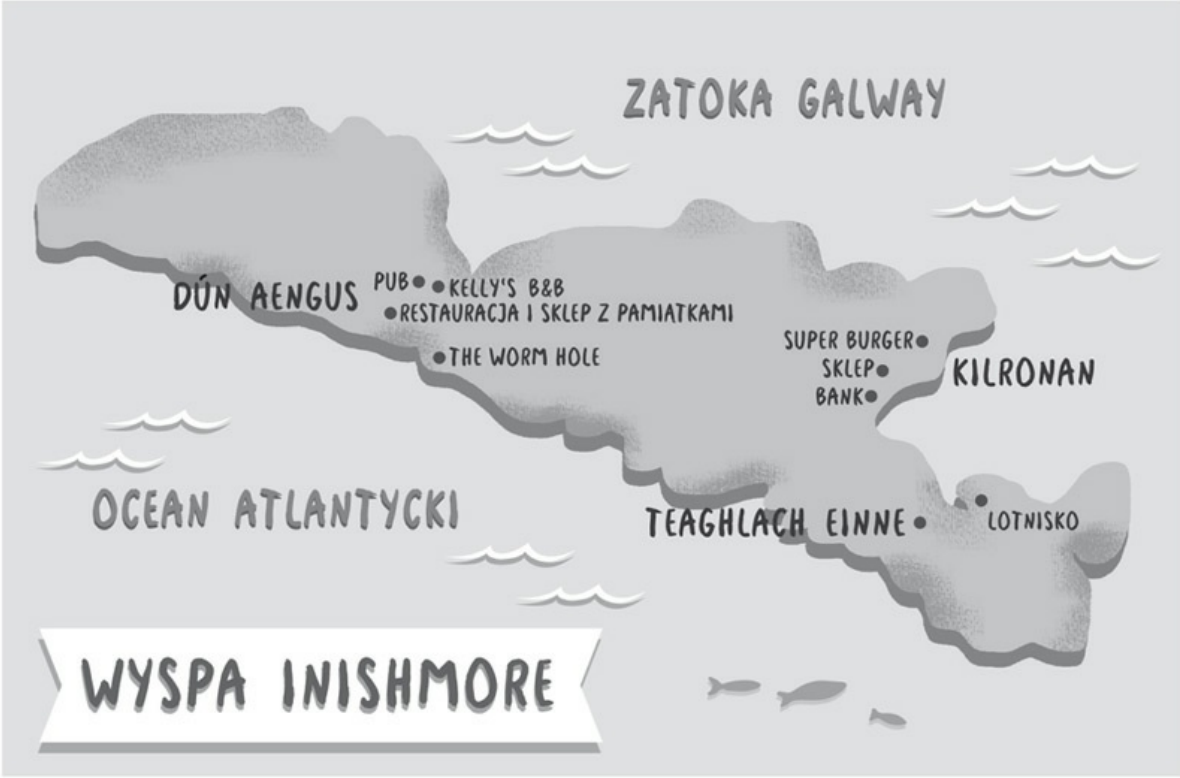 ZATOKA GALWAY
DÚN AENGUS
PUB
KELLY'S B&B
RESTAURACJA I SKLEP Z PAMIATKAMI
THE WORM HOLE
SUPER BURGER
SKLEP
BANK
KILRONAN
OCEAN ATLANTYCKI
TEAGHLACH EINNE
LOTNISKO
WYSPA INISHMORE